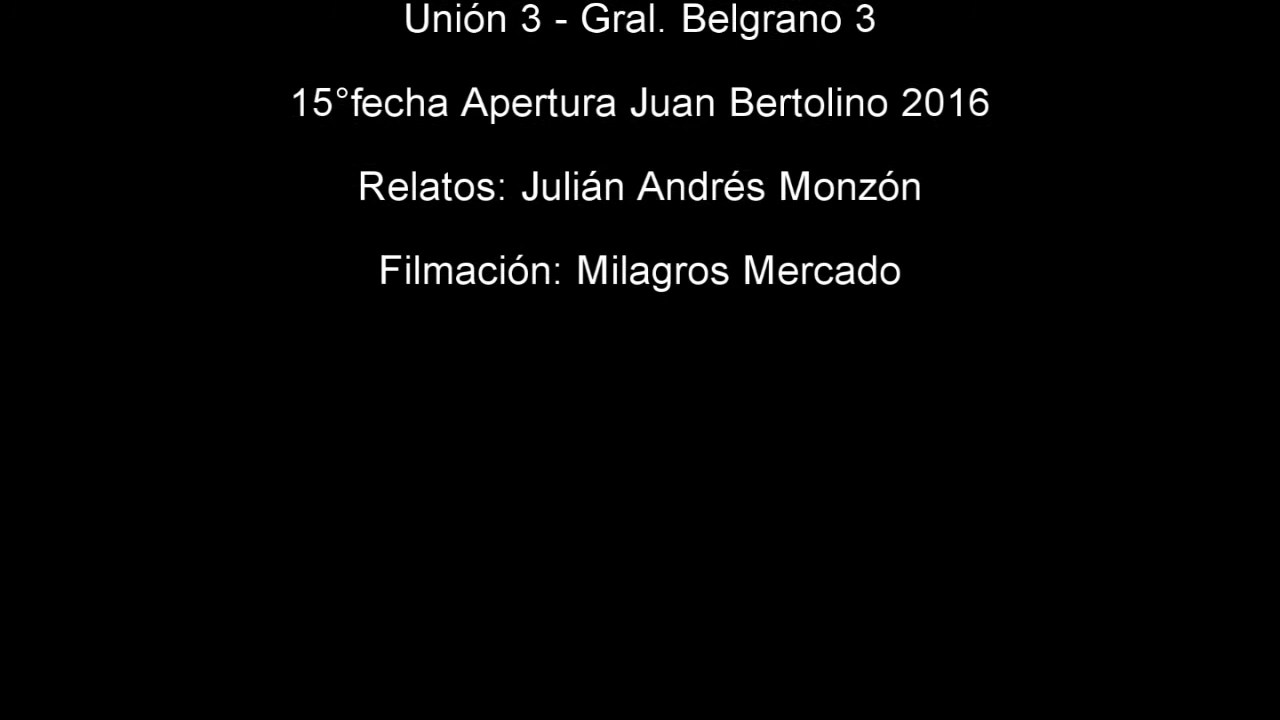 Unión 3 - Gral. Belgrano 3
15°fecha Apertura Juan Bertolino 2016
Relatos: Julián Andrés Monzón
Filmación: Milagros Mercado